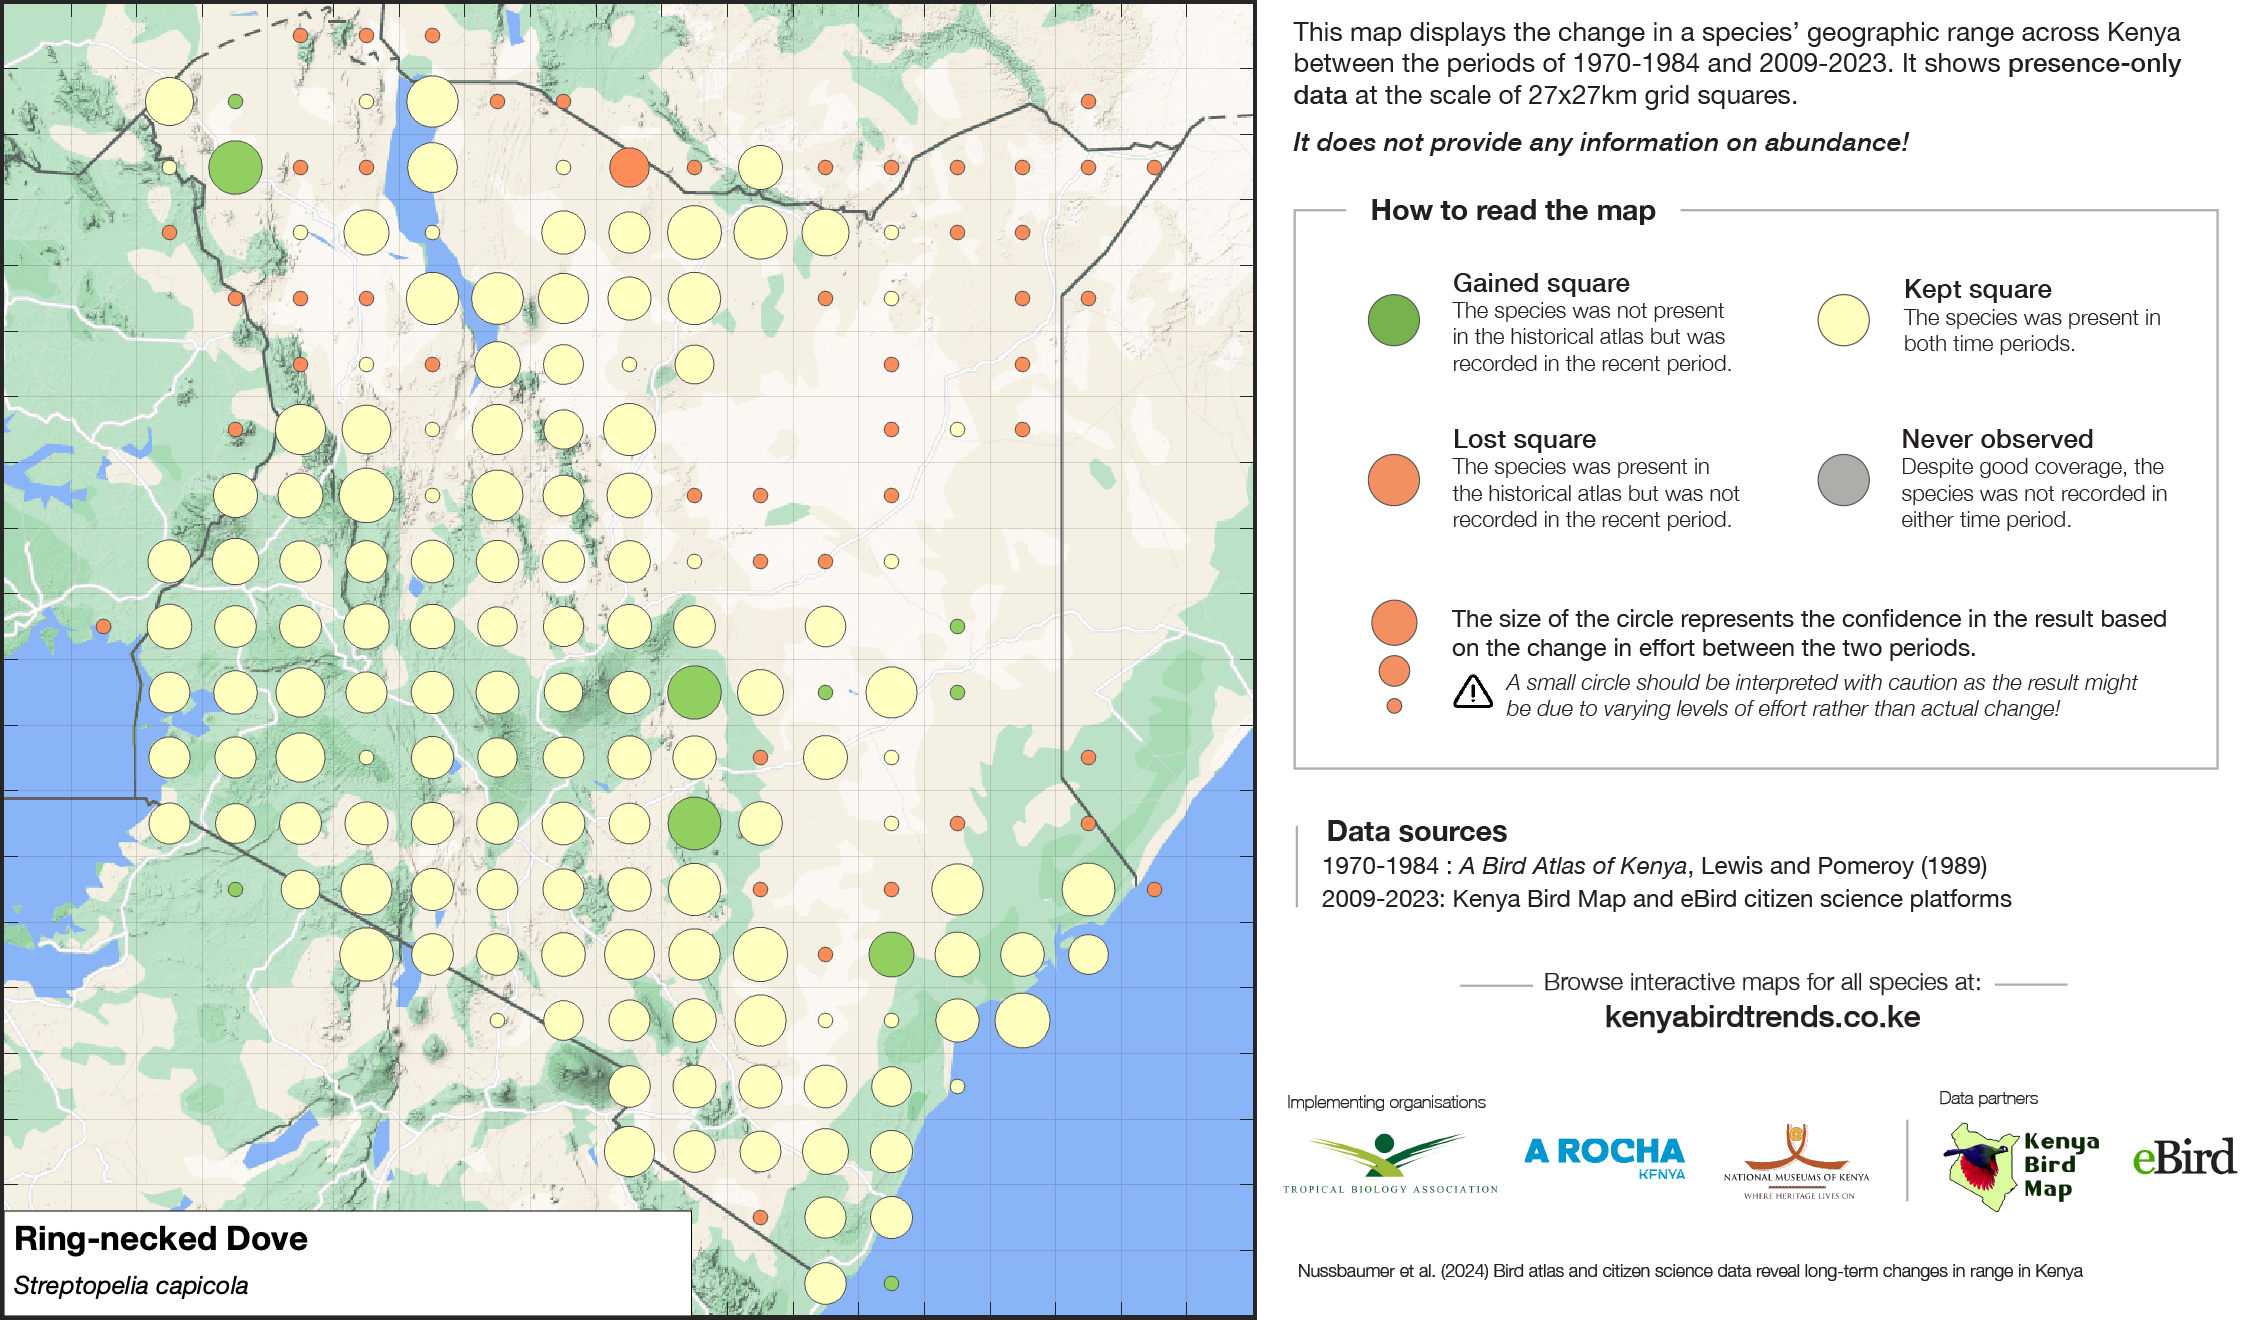 This map displays the change in a species’ geographic range across Kenya
between the periods of 1970-1984 and 2009-2023. It shows presence-only
data at the scale of 27x27km grid squares.
It does not provide any information on abundance!
How to read the map
Gained square
The species was not present
in the historical atlas but was
recorded in the recent period.
Kept square
The species was present in
both time periods.
Lost square
The species was present in
the historical atlas but was not
recorded in the recent period.
Never observed
Despite good coverage, the
species was not recorded in
either time period.
The size of the circle represents the confidence in the result based
on the change in effort between the two periods.
A small circle should be interpreted with caution as the result might
be due to varying levels of effort rather than actual change!
Data sources
1970-1984 : A Bird Atlas of Kenya, Lewis and Pomeroy (1989)
2009-2023: Kenya Bird Map and eBird citizen science platforms
Browse interactive maps for all species at:
kenyabirdtrends.co.ke
Implementing organisations
Data partners
TROPICAL BIOLOGY ASSOCIATION
A ROCHA
KENYA
NATIONAL MUSEUMS OF KENYA
WHERE HERITAGE LIVES ON
Kenya
Bird
Map
eBird
Ring-necked Dove
Streptopelia capicola
Nussbaumer et al. (2024) Bird atlas and citizen science data reveal long-term changes in range in Kenya